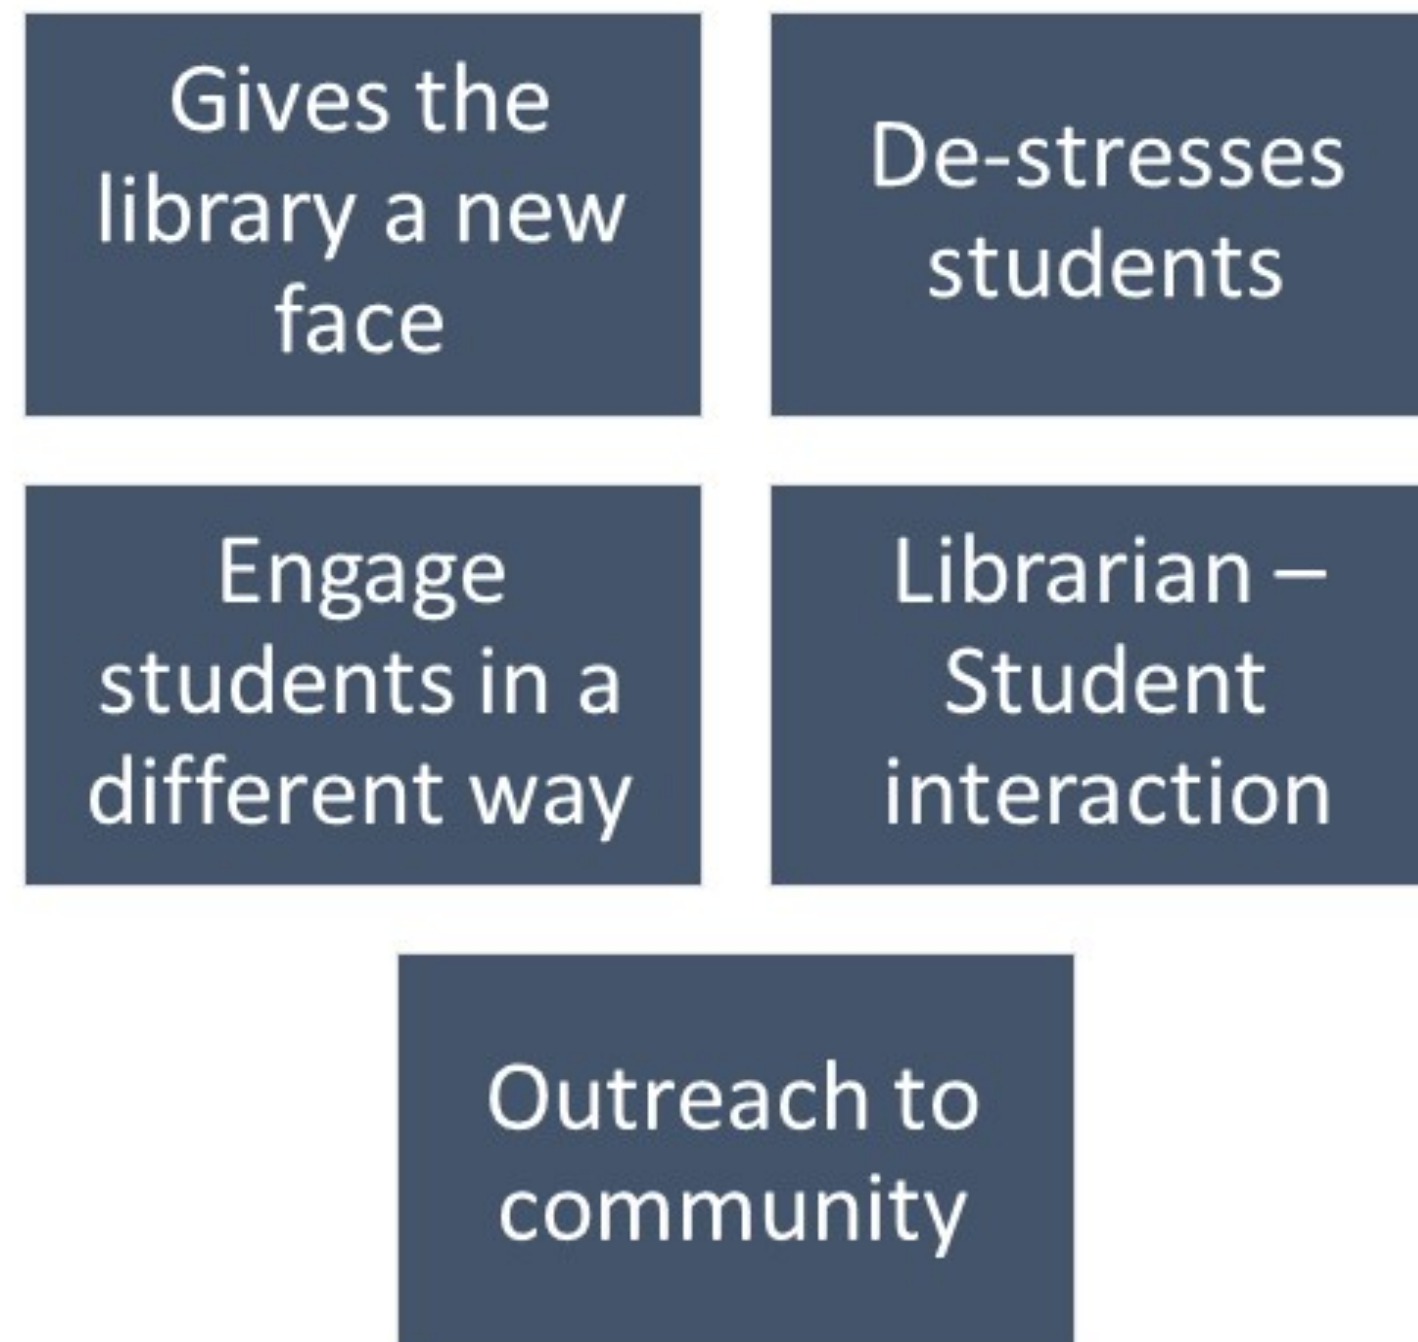 Gives the
library a new
face
De-stresses
students
Engage
students in a
different way
Librarian –
Student
interaction
Outreach to
community